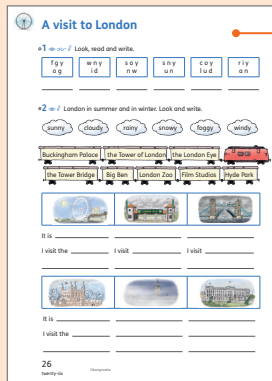 A visit to London
1 Look, read and write.
f g y w n y s o y s n y c o y r i y
o g i d n w u n l u d a n
2 London in summer and in winter. Look and write.
sunny cloudy rainy snowy foggy windy
Buckingham Palace the Tower of London the London Eye
the Tower Bridge Big Ben London Zoo Film Studios Hyde Park
It is
I visit the I visit I visit
It is
I visit the
26
twenty-six